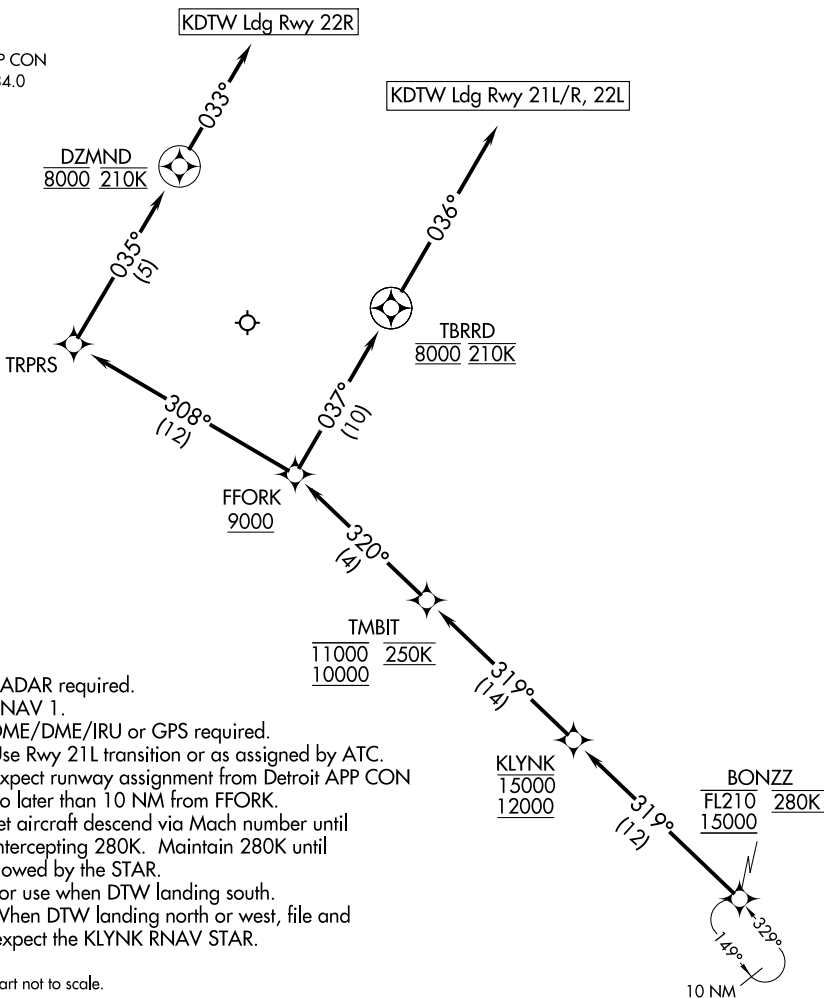 KDTW Ldg Rwy 22R
P CON
34.0
KDTW Ldg Rwy 21L/R, 22L
033°
DZMND
8000 210K
036°
035°
(5)
TBRRD
8000 210K
TRPRS
037°
(10)
308°
(12)
FFORK
9000
320°
(4)
TMBIT
11000 250K
10000
319°
(14)
KLYNK
15000
12000
BONZZ
FL210 280K
15000
319°
(12)
ADAR required.
NAV 1.
DME/DME/IRU or GPS required.
Use Rwy 21L transition or as assigned by ATC.
xpect runway assignment from Detroit APP CON
o later than 10 NM from FFORK.
et aircraft descend via Mach number until
ntercepting 280K. Maintain 280K until
lowed by the STAR.
or use when DTW landing south.
When DTW landing north or west, file and
expect the KLYNK RNAV STAR.
art not to scale.
149°
329°
10 NM